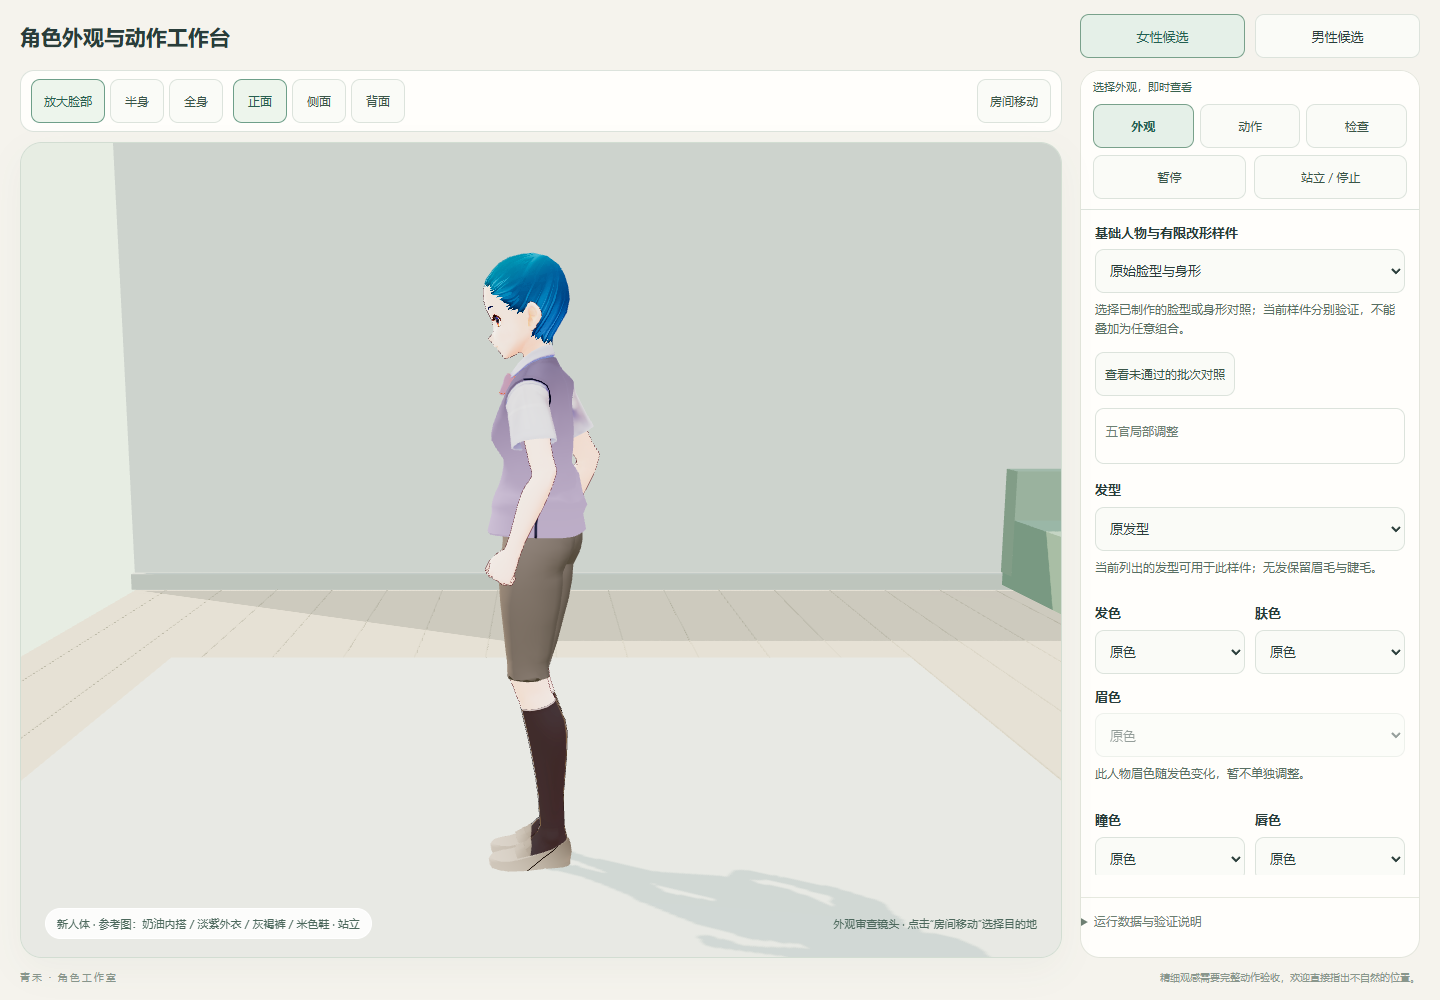 角色外观与动作工作台
女性候选
男性候选
放大脸部
半身
全身
正面
侧面
背面
房间移动
选择外观，即时查看
外观
动作
检查
暂停
站立 / 停止
基础人物与有限改形样件
原始脸型与身形
选择已制作的脸型或身形对照；当前样件分别验证，不能
叠加为任意组合。
查看未通过的批次对照
五官局部调整
发型
原发型
当前列出的发型可用于此样件；无发保留眉毛与睫毛。
发色
肤色
原色
原色
眉色
原色
此人物眉色随发色变化，暂不单独调整。
瞳色
唇色
原色
原色
新人体 · 参考图：奶油内搭 / 淡紫外衣 / 灰褐裤 / 米色鞋 · 站立
外观审查镜头 · 点击“房间移动”选择目的地
运行数据与验证说明
青禾 · 角色工作室
精细观感需要完整动作验收，欢迎直接指出不自然的位置。